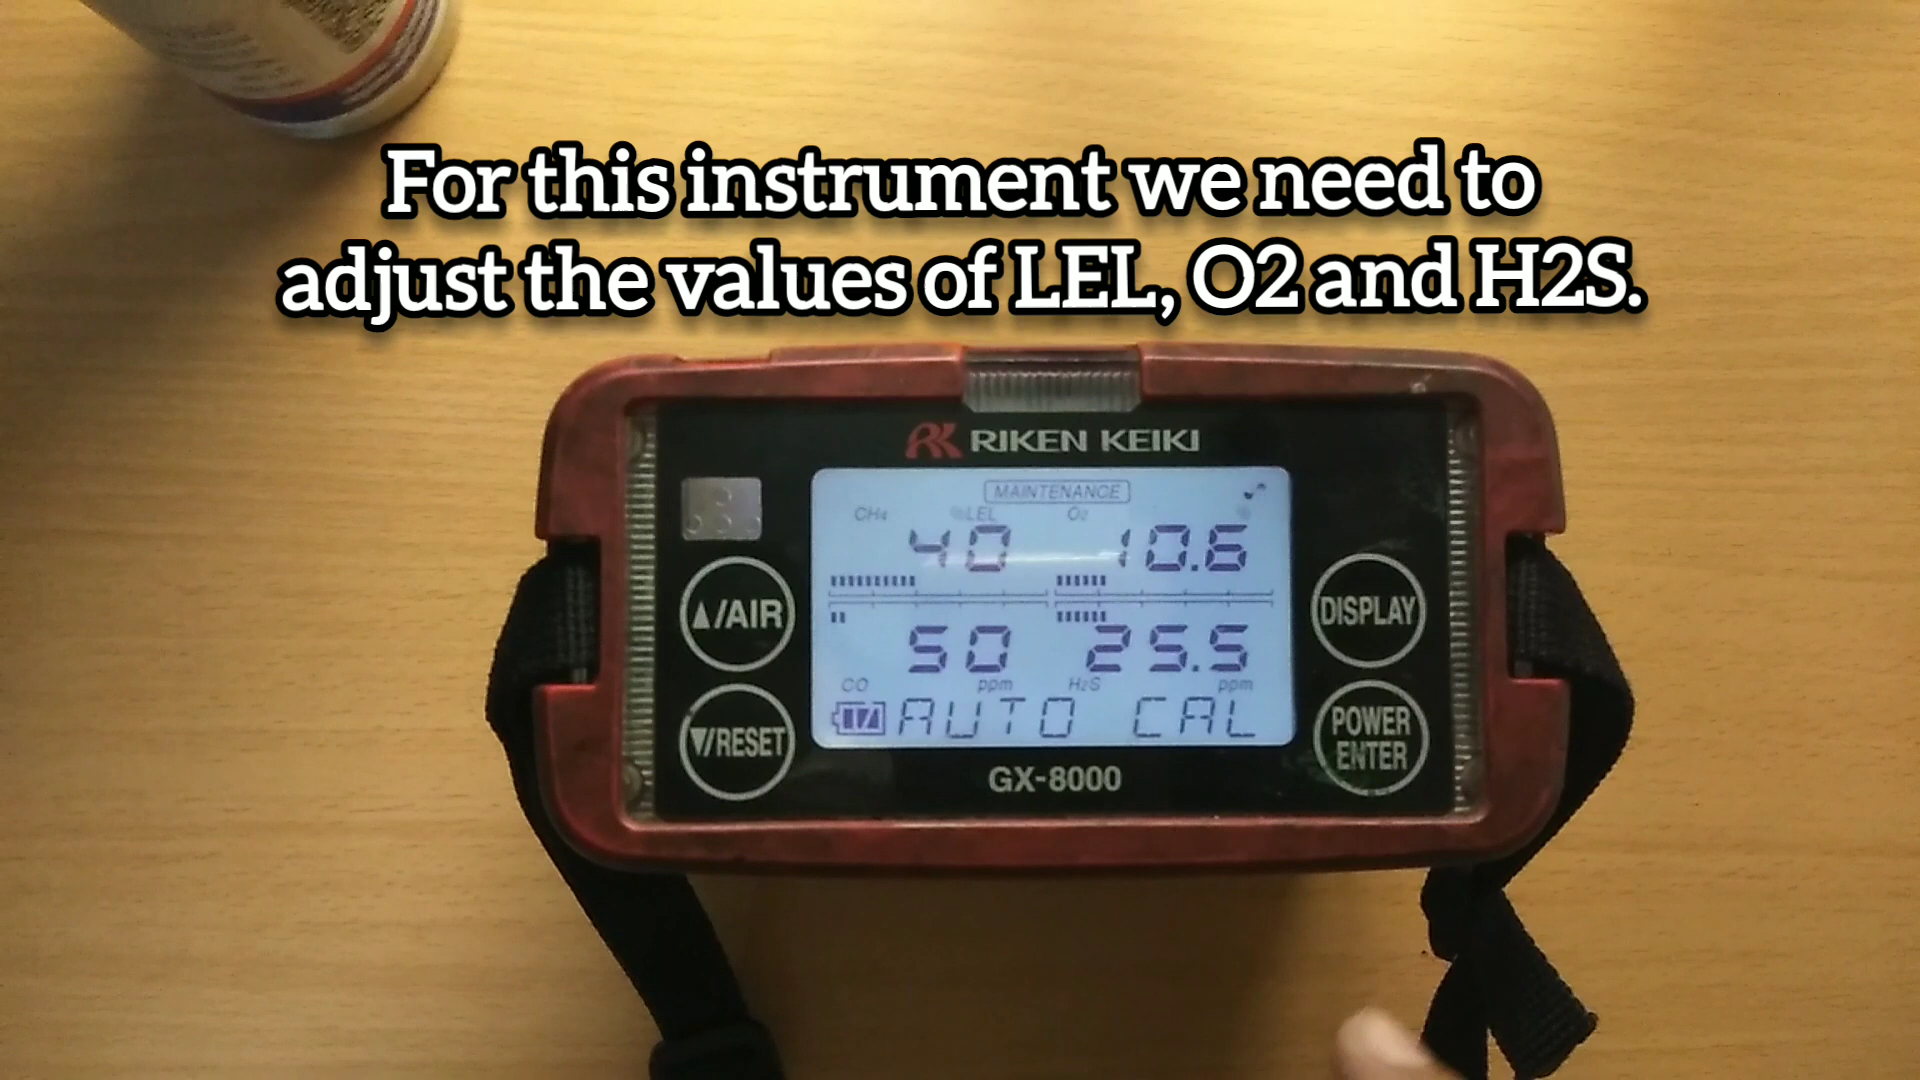 For this instrument we need to
adjust the values of LEL, O2 and H2S.
RIKEN KEIKI
MAINTENANCE
CH4 %LEL O2 %
40 10.6
50 25.5
CO ppm H2S ppm
AUTO CAL
▲/AIR
▼/RESET
DISPLAY
POWER
ENTER
GX-8000